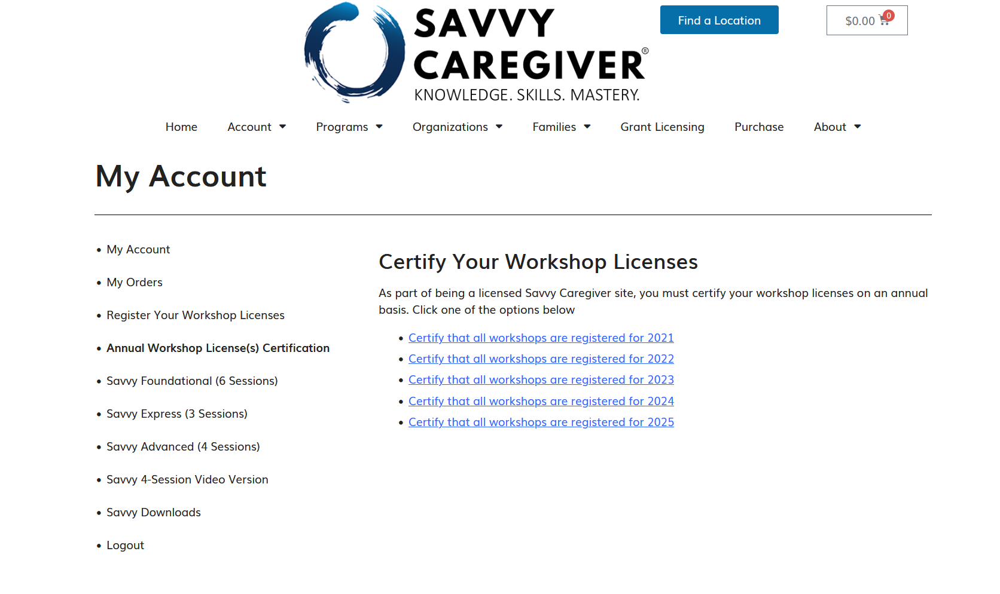 SAVVY
CAREGIVER®
KNOWLEDGE. SKILLS. MASTERY.
Find a Location
$0.00 0
Home Account Programs Organizations Families Grant Licensing Purchase About
My Account
• My Account
• My Orders
• Register Your Workshop Licenses
• Annual Workshop License(s) Certification
• Savvy Foundational (6 Sessions)
• Savvy Express (3 Sessions)
• Savvy Advanced (4 Sessions)
• Savvy 4-Session Video Version
• Savvy Downloads
• Logout
Certify Your Workshop Licenses
As part of being a licensed Savvy Caregiver site, you must certify your workshop licenses on an annual
basis. Click one of the options below
• Certify that all workshops are registered for 2021
• Certify that all workshops are registered for 2022
• Certify that all workshops are registered for 2023
• Certify that all workshops are registered for 2024
• Certify that all workshops are registered for 2025